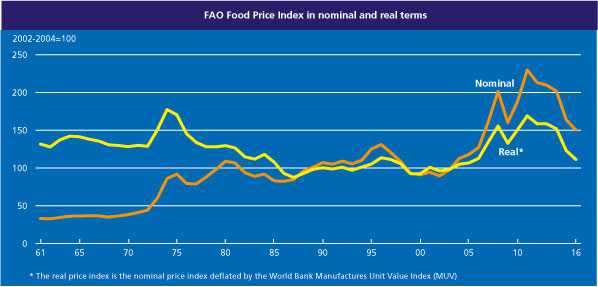 FAO Food Price Index in nominal and real terms
2002-2004=100
250
200
150
100
50
0
Nominal
Real*
61 65 70 75 80 85 90 95 00 05 10 16
* The real price index is the nominal price index deflated by the World Bank Manufactures Unit Value Index (MUV)